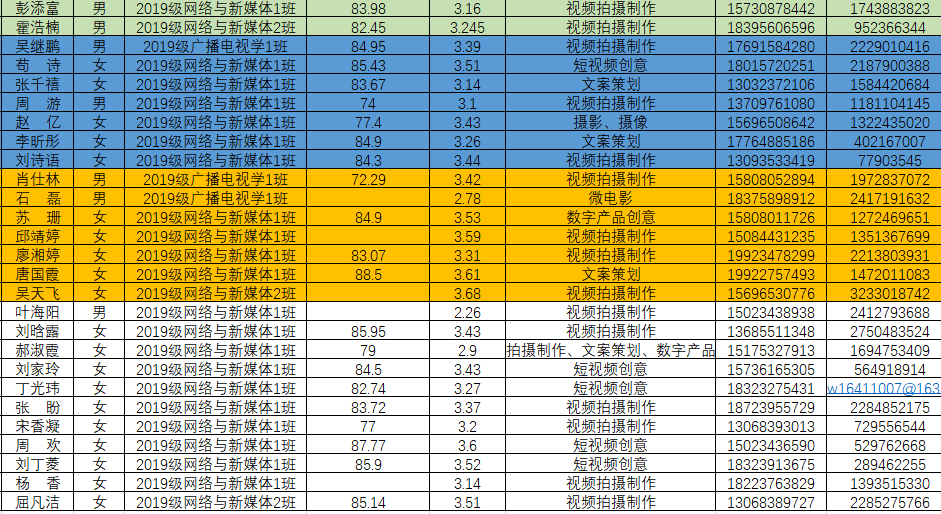 彭添富 男 2019级网络与新媒体1班 83.98 3.16 视频拍摄制作 15730878442 1743883823
霍浩楠 男 2019级网络与新媒体2班 82.45 3.245 视频拍摄制作 18395606596 952366344
吴继鹏 男 2019级广播电视学1班 84.95 3.39 视频拍摄制作 17691584280 2229010416
苟 诗 女 2019级网络与新媒体1班 85.43 3.51 短视频创意 18015720251 2187900388
张千禧 女 2019级网络与新媒体1班 83.67 3.14 文案策划 13032372106 1584420684
周 游 男 2019级网络与新媒体1班 74 3.1 视频拍摄制作 13709761080 1181104145
赵 亿 女 2019级网络与新媒体1班 77.4 3.43 摄影、摄像 15696508642 1322435020
李昕彤 女 2019级网络与新媒体1班 84.9 3.26 文案策划 17764885186 402167007
刘诗语 女 2019级网络与新媒体1班 84.3 3.44 视频拍摄制作 13093533419 77903545
肖仕林 男 2019级广播电视学1班 72.29 3.42 视频拍摄制作 15808052894 1972837072
石 磊 男 2019级广播电视学1班 2.78 微电影 18375898912 2417191632
苏 珊 女 2019级网络与新媒体1班 84.9 3.53 数字产品创意 15808011726 1272469651
邱靖婷 女 2019级网络与新媒体1班 3.59 视频拍摄制作 15084431235 1351367699
廖湘婷 女 2019级网络与新媒体1班 83.07 3.31 视频拍摄制作 19923478299 2213803931
唐国霞 女 2019级网络与新媒体1班 88.5 3.61 文案策划 19922757493 1472011083
吴天飞 女 2019级网络与新媒体2班 3.68 视频拍摄制作 15696530776 3233018742
叶海阳 男 2019级网络与新媒体1班 2.26 视频拍摄制作 15023438938 2412793688
刘晗露 女 2019级网络与新媒体1班 85.95 3.43 视频拍摄制作 13685511348 2750483524
郝淑霞 女 2019级网络与新媒体1班 79 2.9 拍摄制作、文案策划、数字产品 15175327913 1694753409
刘家玲 女 2019级网络与新媒体1班 84.5 3.43 短视频创意 15736165305 564918914
丁光玮 女 2019级网络与新媒体1班 82.74 3.27 短视频创意 18323275431 w16411007@163
张 盼 女 2019级网络与新媒体1班 83.72 3.37 视频拍摄制作 18723955729 2284852175
宋香凝 女 2019级网络与新媒体1班 77 3.2 视频拍摄制作 13068393013 729556544
周 欢 女 2019级网络与新媒体1班 87.77 3.6 短视频创意 15023436590 529762668
刘丁菱 女 2019级网络与新媒体1班 85.9 3.52 短视频创意 18323913675 289462255
杨 香 女 2019级网络与新媒体1班 3.14 视频拍摄制作 18223763829 1393515330
屈凡洁 女 2019级网络与新媒体2班 85.14 3.51 视频拍摄制作 13068389727 2285275766